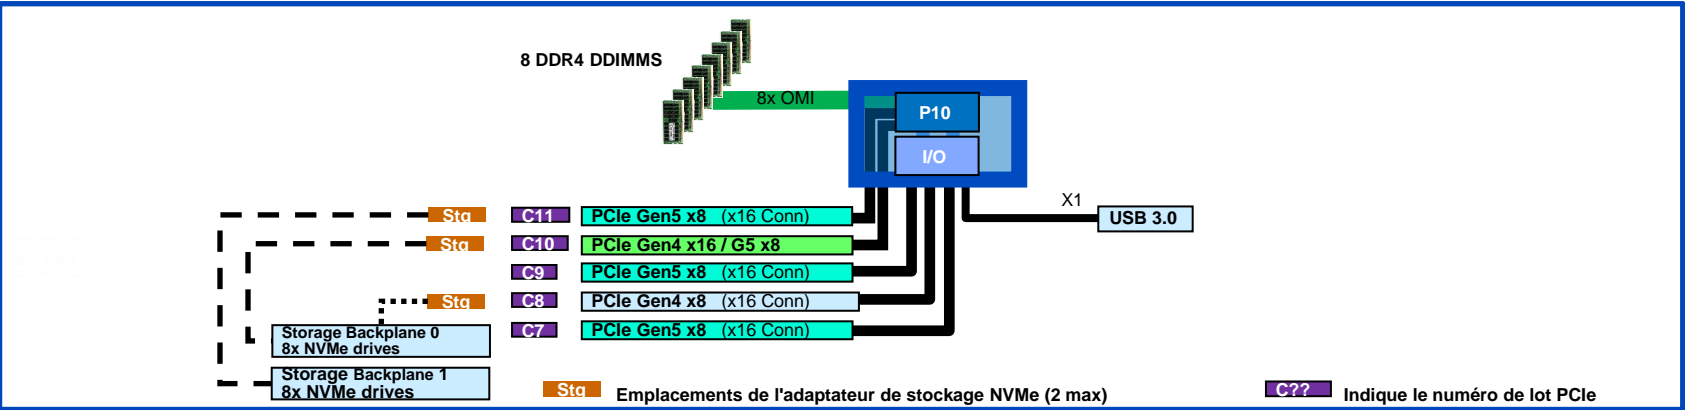 8 DDR4 DDIMMS
8x OMI
P10
I/O
X1
USB 3.0
Stg C11 PCIe Gen5 x8 (x16 Conn)
Stg C10 PCIe Gen4 x16 / G5 x8
C9 PCIe Gen5 x8 (x16 Conn)
Stg C8 PCIe Gen4 x8 (x16 Conn)
C7 PCIe Gen5 x8 (x16 Conn)
Storage Backplane 0
8x NVMe drives
Storage Backplane 1
8x NVMe drives
Stg Emplacements de l'adaptateur de stockage NVMe (2 max)
C?? Indique le numéro de lot PCIe